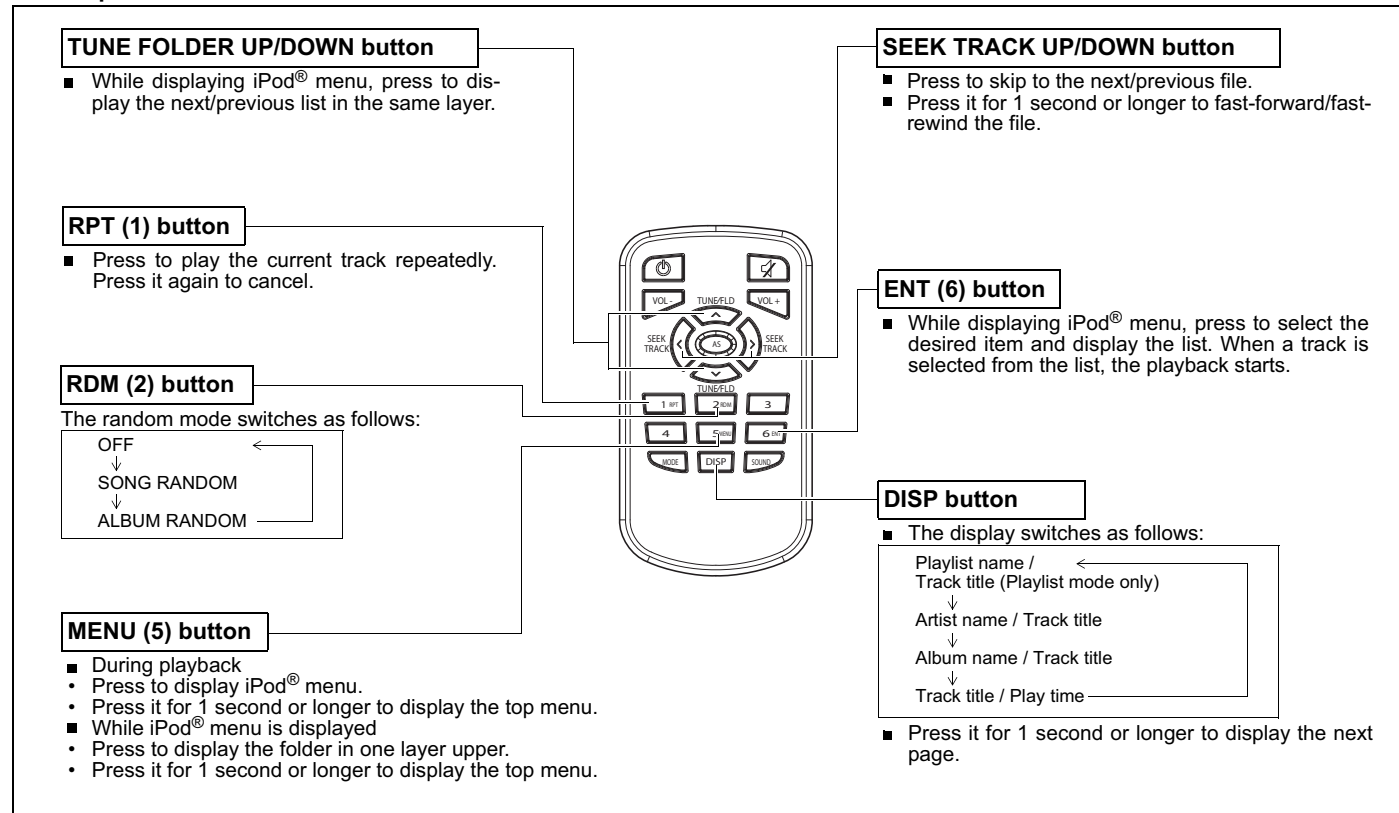 TUNE FOLDER UP/DOWN button
■ While displaying iPod® menu, press to dis-
play the next/previous list in the same layer.
SEEK TRACK UP/DOWN button
■ Press to skip to the next/previous file.
■ Press it for 1 second or longer to fast-forward/fast-
rewind the file.
RPT (1) button
■ Press to play the current track repeatedly.
Press it again to cancel.
RDM (2) button
The random mode switches as follows:
OFF
SONG RANDOM
ALBUM RANDOM
MENU (5) button
■ During playback
• Press to display iPod® menu.
• Press it for 1 second or longer to display the top menu.
■ While iPod® menu is displayed
• Press to display the folder in one layer upper.
• Press it for 1 second or longer to display the top menu.
VOL - TUNE/FLD VOL +
SEEK
TRACK
AS
SEEK
TRACK
TUNE/FLD
1 RPT 2 RDM 3
4 5 MENU 6 ENT
MODE DISP SOUND
ENT (6) button
■ While displaying iPod® menu, press to select the
desired item and display the list. When a track is
selected from the list, the playback starts.
DISP button
■ The display switches as follows:
Playlist name /
Track title (Playlist mode only)
Artist name / Track title
Album name / Track title
Track title / Play time
■ Press it for 1 second or longer to display the next
page.